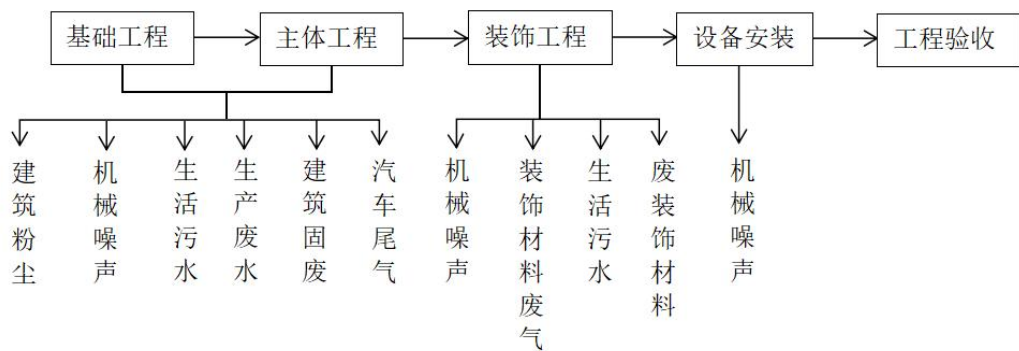 基础工程
主体工程
装饰工程
设备安装
工程验收
建筑粉尘
机械噪声
生活污水
生产废水
建筑固废
汽车尾气
机械噪声
装饰材料废气
生活污水
废装饰材料
机械噪声